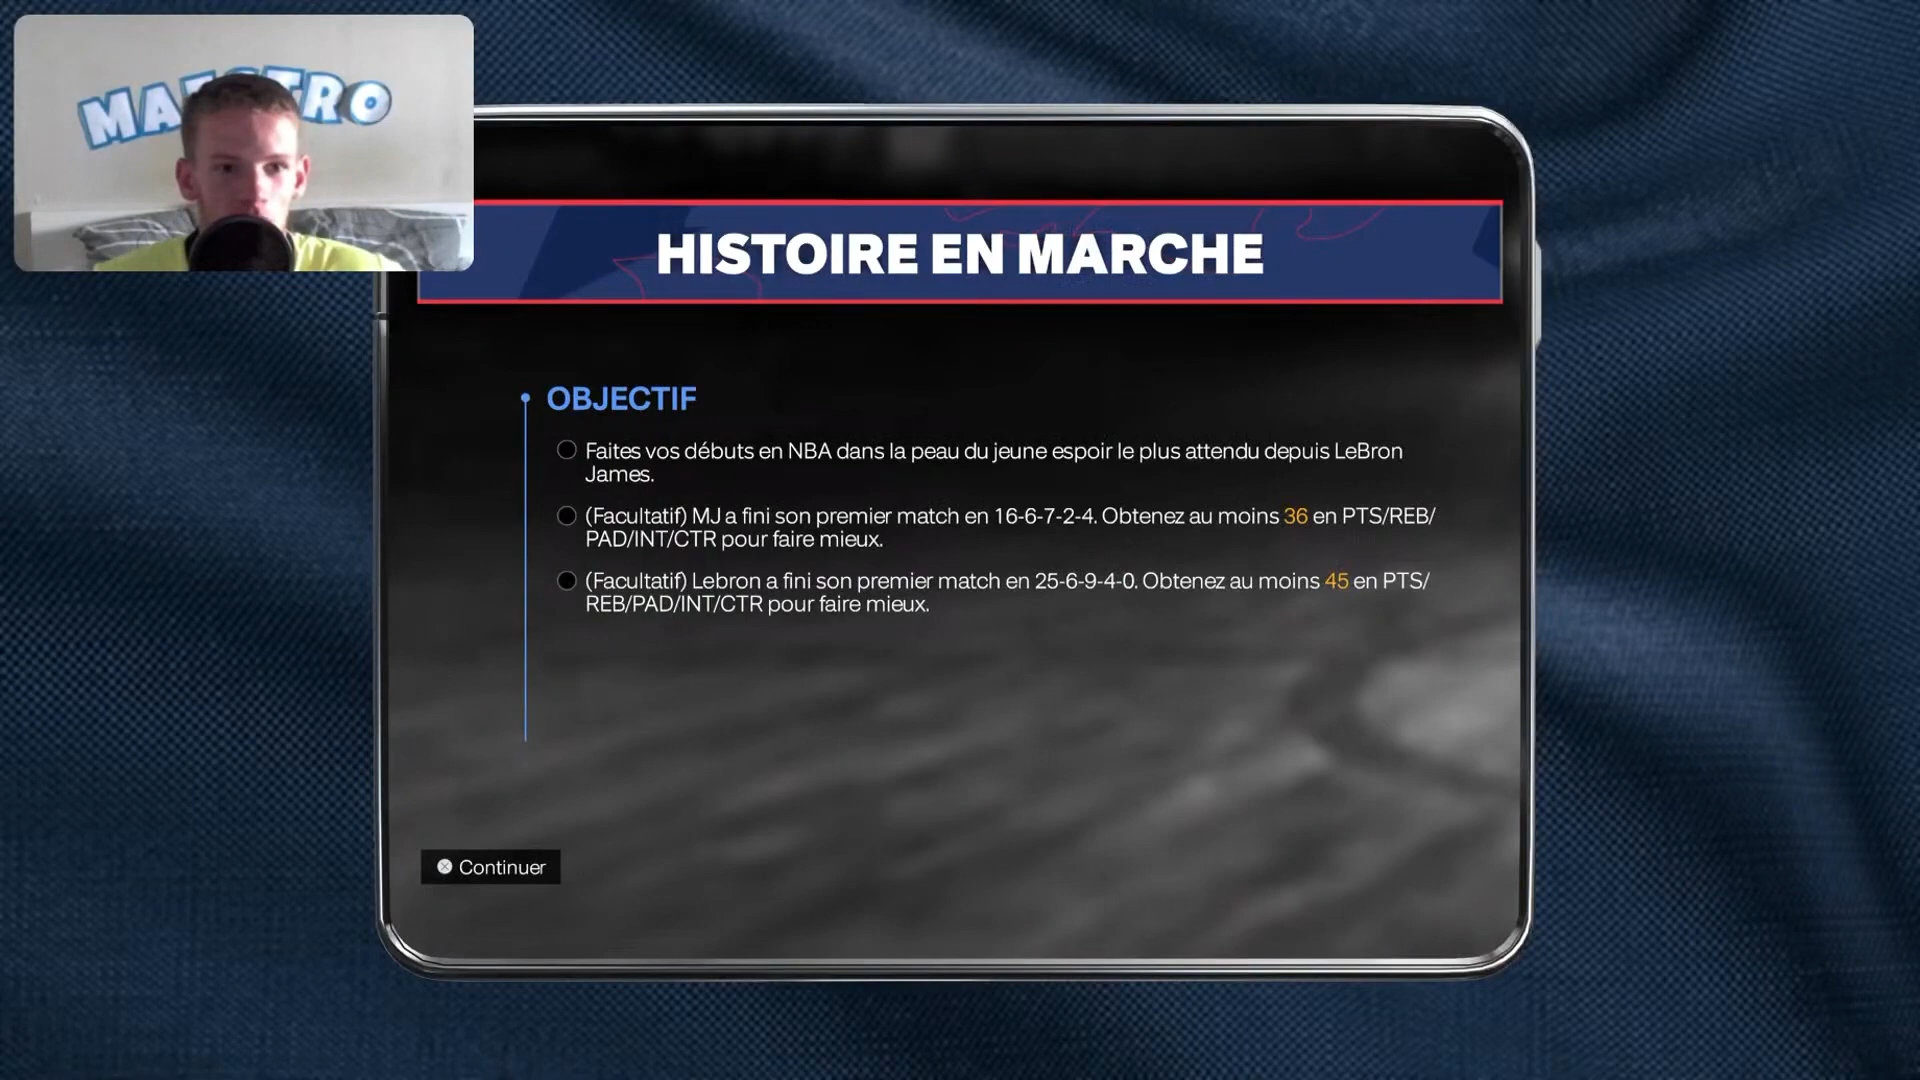 MAESTRO
HISTOIRE EN MARCHE
OBJECTIF
Faites vos débuts en NBA dans la peau du jeune espoir le plus attendu depuis LeBron
James.
(Facultatif) MJ a fini son premier match en 16-6-7-2-4. Obtenez au moins 36 en PTS/REB/
PAD/INT/CTR pour faire mieux.
(Facultatif) Lebron a fini son premier match en 25-6-9-4-0. Obtenez au moins 45 en PTS/
REB/PAD/INT/CTR pour faire mieux.
Continuer